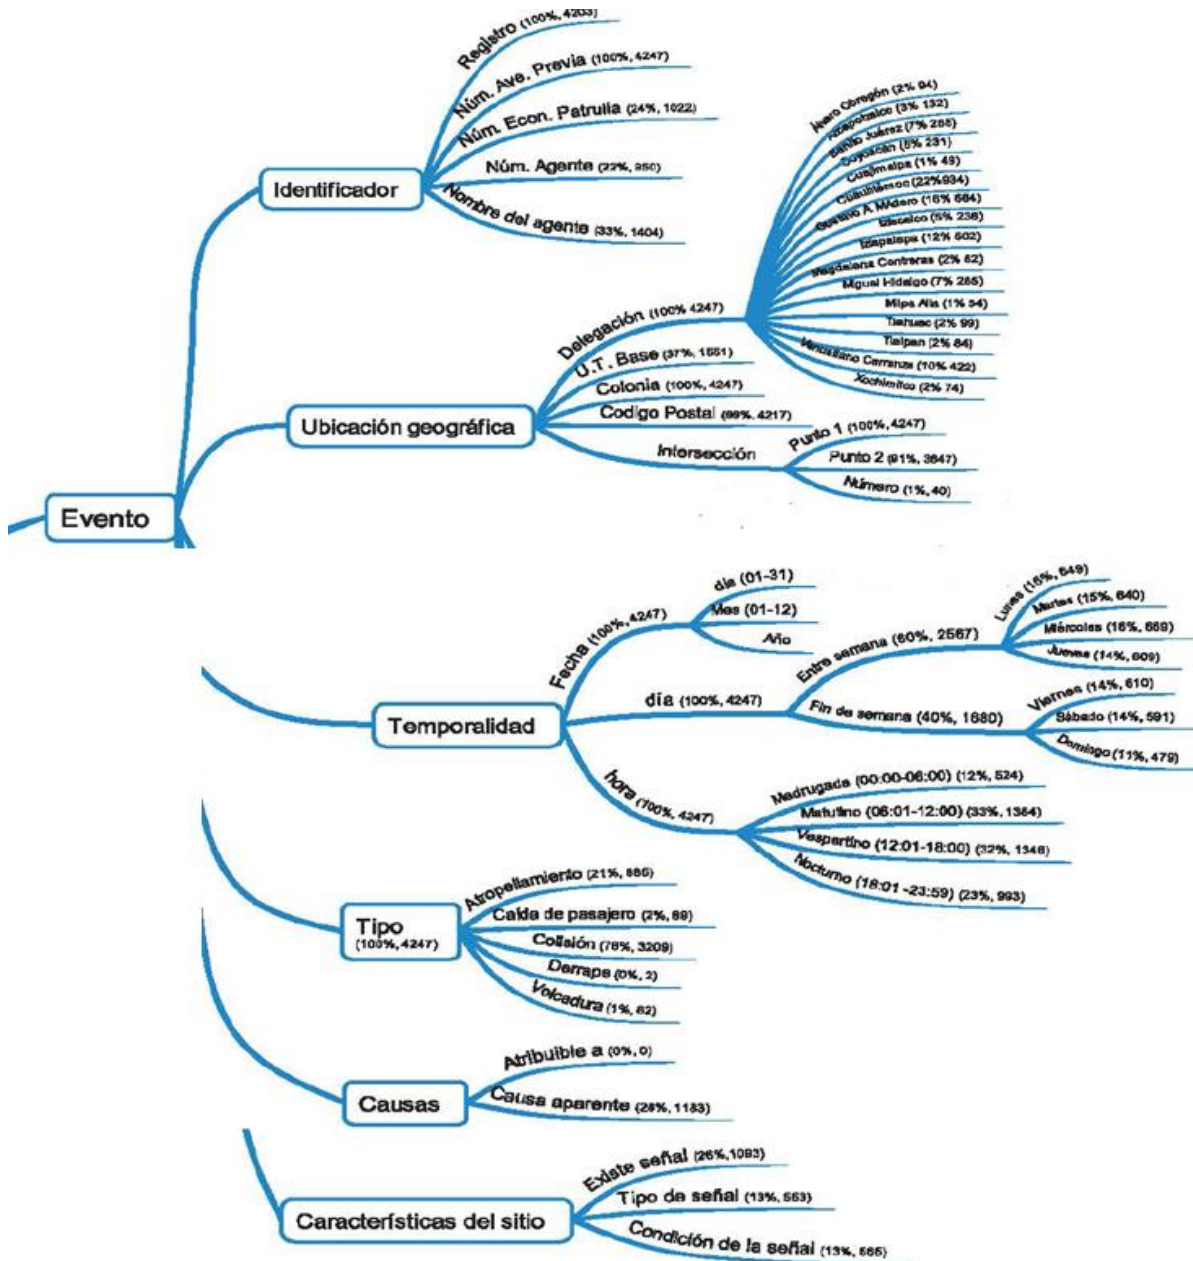 Registro (100%, 4203)
Núm. Ave. Previa (100%, 4247)
Núm. Econ. Patrulla (24%, 1022)
Núm. Agente (22%, 950)
Nombre del agente (33%, 1404)
Identificador
Álvaro Obregón (2% 94)
Azcapotzalco (3% 132)
Benito Juárez (7% 288)
Coyoacán (5% 231)
Cuajimalpa (1% 49)
Cuauhtémoc (22% 934)
Gustavo A. MAdero (16% 664)
Iztacalco (5% 238)
Iztapalapa (12% 502)
Magdalena Contreras (2% 82)
Miguel Hidalgo (7% 285)
Milpa Alta (1% 54)
Tlahuac (2% 99)
Tlalpan (2% 84)
Venustiano Carranza (10% 422)
Xochimilco (2% 74)
Delegación (100% 4247)
U.T. Base (37%, 1551)
Colonia (100%, 4247)
Codigo Postal (99%, 4217)
Intersección
Ubicación geográfica
Punto 1 (100%, 4247)
Punto 2 (91%, 3847)
Número (1%, 40)
Evento
Fecha (100%, 4247)
día (01-31)
Mes (01-12)
Año
Temporalidad
día (100%, 4247)
Entre semana (60%, 2567)
Lunes (15%, 649)
Martes (15%, 640)
Miércoles (16%, 669)
Jueves (14%, 609)
Fin de semana (40%, 1680)
Viernes (14%, 610)
Sábado (14%, 591)
Domingo (11%, 479)
hora (100%, 4247)
Madrugada (00:00-06:00) (12%, 524)
Matutino (06:01-12:00) (33%, 1384)
Vespertino (12:01-18:00) (32%, 1346)
Nocturno (18:01 -23:59) (23%, 993)
Tipo
(100%, 4247)
Atropellamiento (21%, 885)
Caída de pasajero (2%, 89)
Colisión (76%, 3209)
Derrape (0%, 2)
Volcadura (1%, 62)
Causas
Atribuible a (0%, 0)
Causa aparente (28%, 1183)
Características del sitio
Existe señal (26%, 1093)
Tipo de señal (13%, 553)
Condición de la señal (13%, 565)